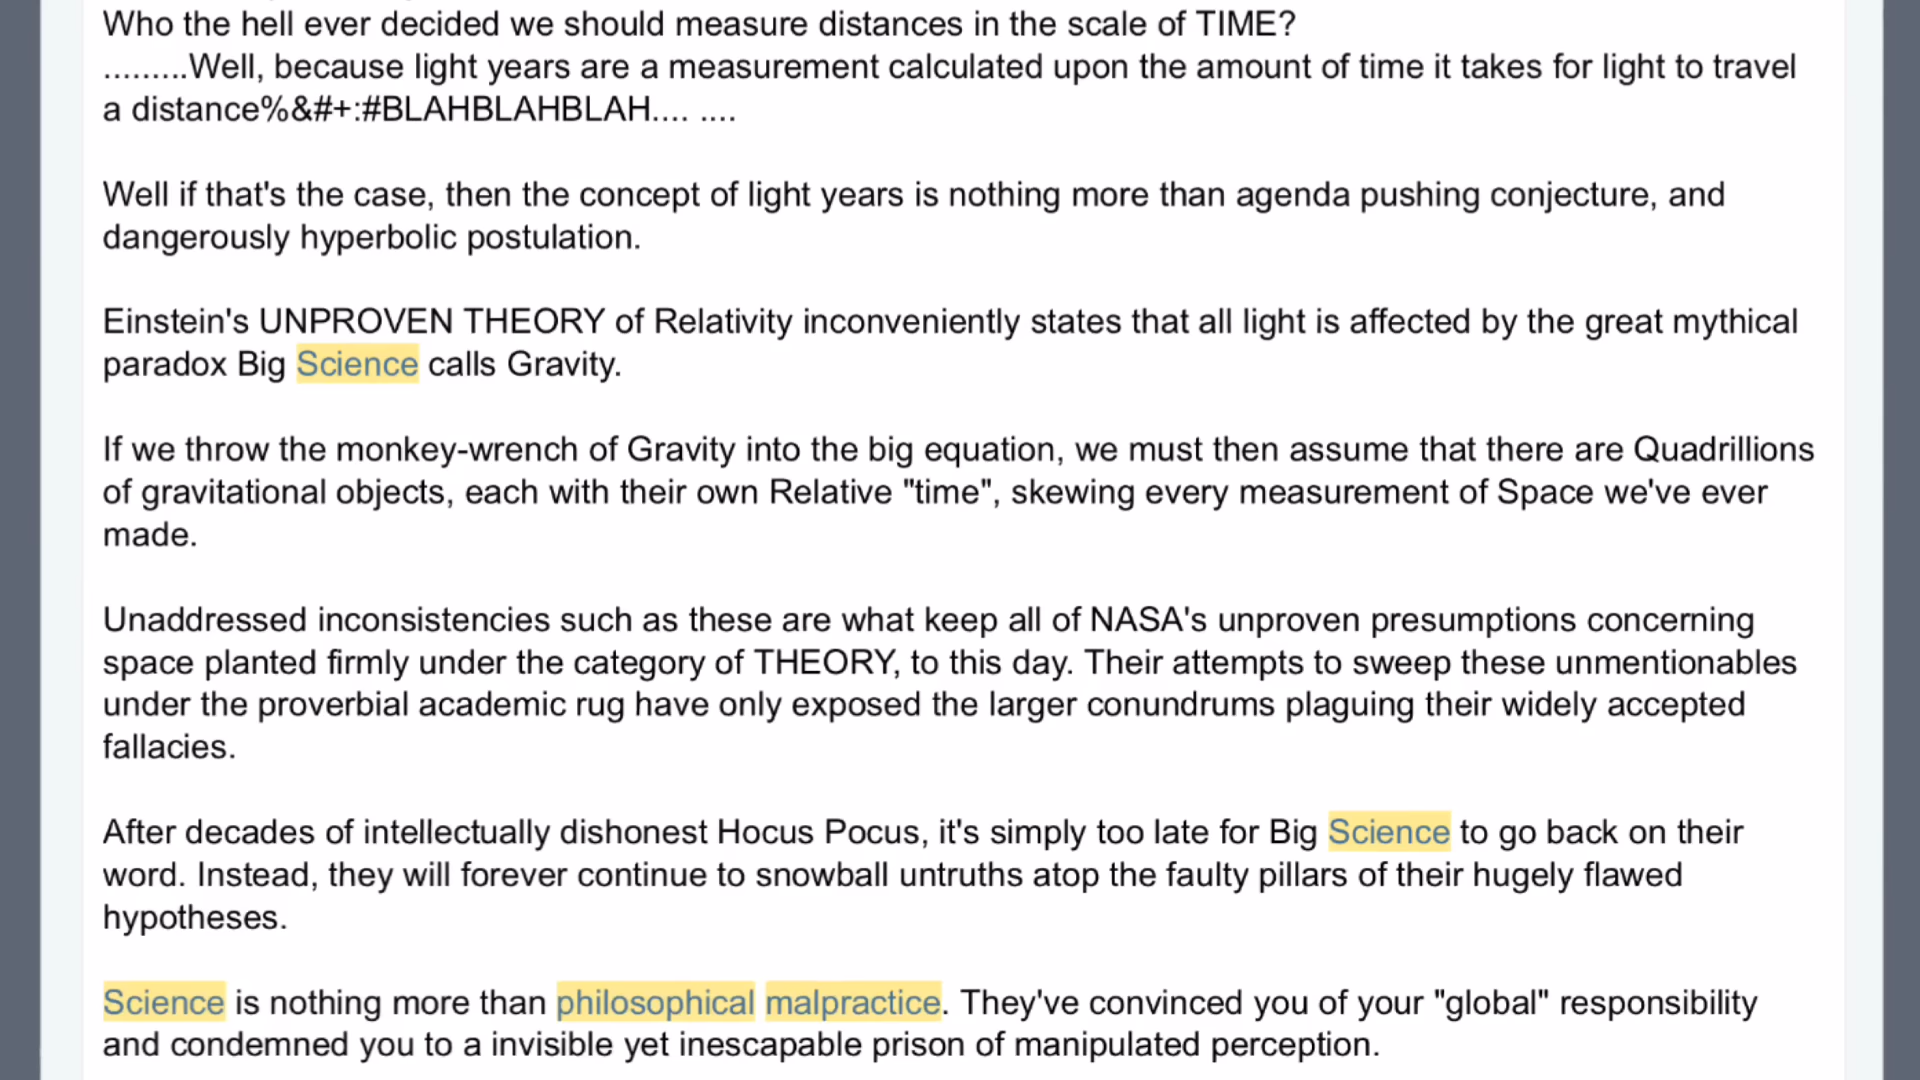 Who the hell ever decided we should measure distances in the scale of TIME?
.........Well, because light years are a measurement calculated upon the amount of time it takes for light to travel
a distance%&#+:#BLAHBLAHBLAH.... ....
Well if that's the case, then the concept of light years is nothing more than agenda pushing conjecture, and
dangerously hyperbolic postulation.
Einstein's UNPROVEN THEORY of Relativity inconveniently states that all light is affected by the great mythical
paradox Big Science calls Gravity.
If we throw the monkey-wrench of Gravity into the big equation, we must then assume that there are Quadrillions
of gravitational objects, each with their own Relative "time", skewing every measurement of Space we've ever
made.
Unaddressed inconsistencies such as these are what keep all of NASA's unproven presumptions concerning
space planted firmly under the category of THEORY, to this day. Their attempts to sweep these unmentionables
under the proverbial academic rug have only exposed the larger conundrums plaguing their widely accepted
fallacies.
After decades of intellectually dishonest Hocus Pocus, it's simply too late for Big Science to go back on their
word. Instead, they will forever continue to snowball untruths atop the faulty pillars of their hugely flawed
hypotheses.
Science is nothing more than philosophical malpractice. They've convinced you of your "global" responsibility
and condemned you to a invisible yet inescapable prison of manipulated perception.